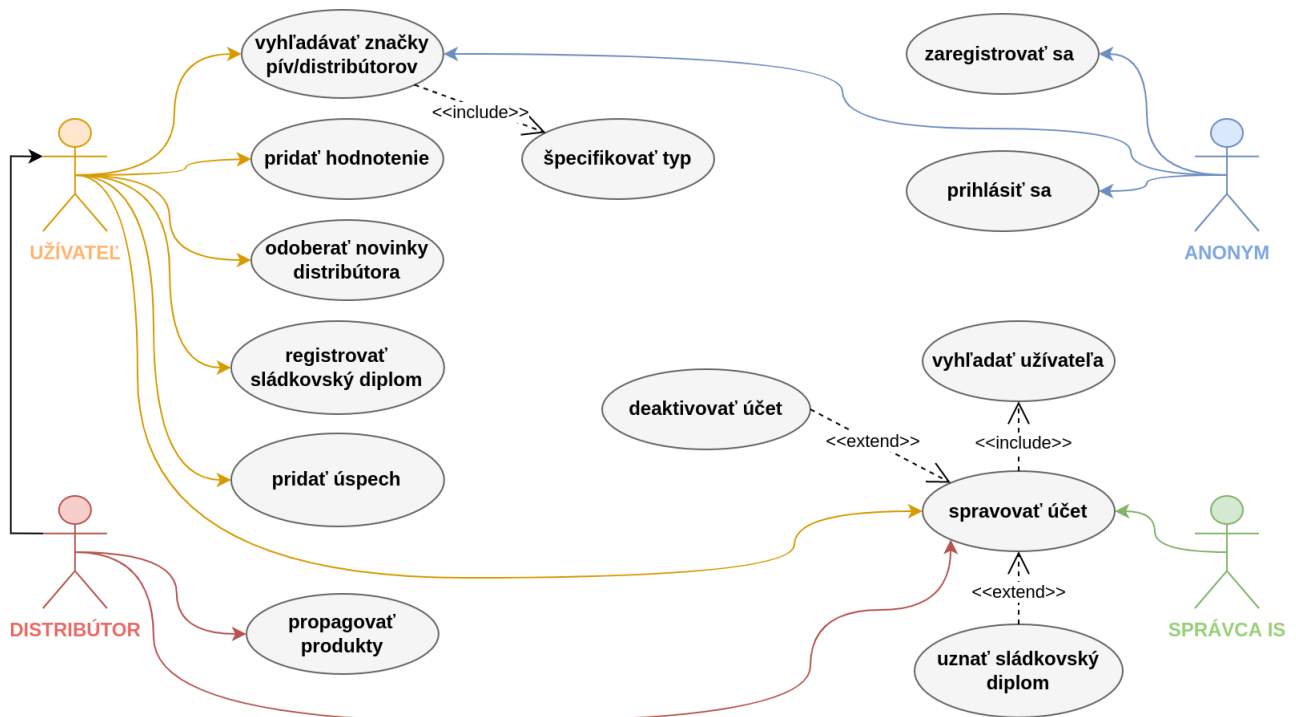 vyhľadávať značky
pív/distribútorov
zaregistrovať sa
<<include>>
pridať hodnotenie
špecifikovať typ
prihlásiť sa
UŽÍVATEĽ
ANONYM
odoberať novinky
distribútora
registrovať
sládkovský diplom
vyhľadať užívateľa
deaktivovať účet
<<extend>>
<<include>>
pridať úspech
spravovať účet
<<extend>>
DISTRIBÚTOR
propagovať
produkty
SPRÁVCA IS
uznať sládkovský
diplom